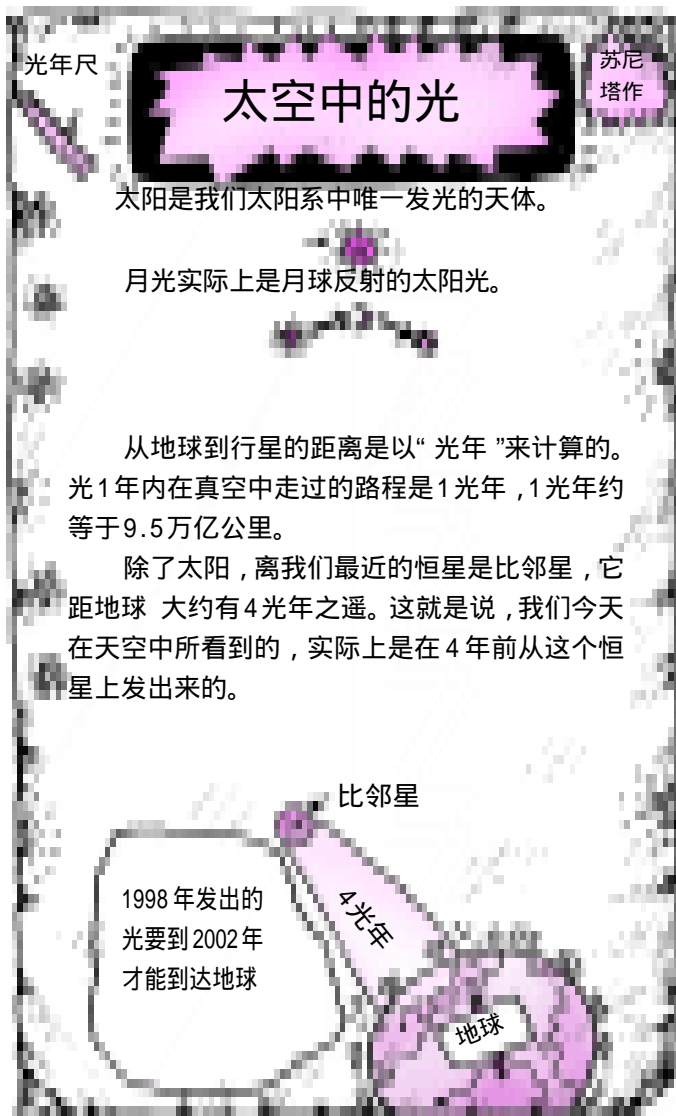 光年尺
苏尼
塔作
太空中的光
太阳是我们太阳系中唯一发光的天体。
月光实际上是月球反射的太阳光。
从地球到行星的距离是以“光年”来计算的。
光1年内在真空中走过的路程是1光年,1光年约
等于9.5万亿公里。
除了太阳,离我们最近的恒星是比邻星,它
距地球 大约有4光年之遥。这就是说,我们今天
在天空中所看到的,实际上是在4年前从这个恒
星上发出来的。
比邻星
1998年发出的
光要到2002年
才能到达地球
4光年
地球